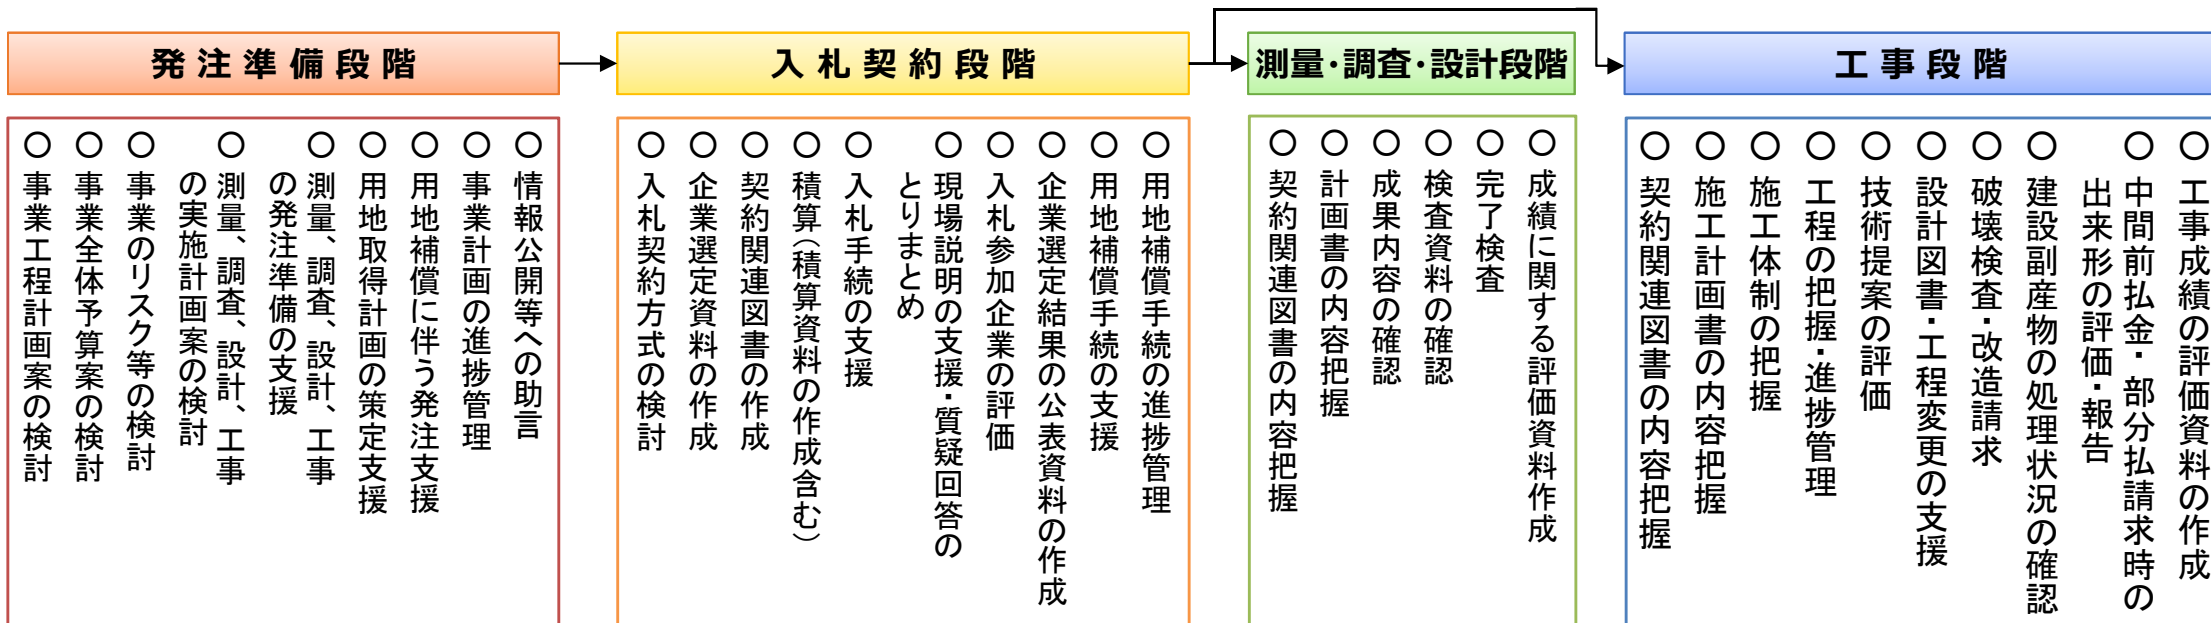 発注準備段階
○事業工程計画案の検討
○事業全体予算案の検討
○事業のリスク等の検討
○測量、調査、設計、工事
の実施計画案の検討
○測量、調査、設計、工事
の発注準備の支援
○用地取得計画の策定支援
○用地補償に伴う発注支援
○事業計画の進捗管理
○情報公開等への助言
入札契約段階
○入札契約方式の検討
○企業選定資料の作成
○契約関連図書の作成
○積算(積算資料の作成含む)
○入札手続の支援
○現場説明の支援・質疑回答の
とりまとめ
○入札参加企業の評価
○企業選定結果の公表資料の作成
○用地補償手続の支援
○用地補償手続の進捗管理
測量・調査・設計段階
○契約関連図書の内容把握
○計画書の内容把握
○成果内容の確認
○検査資料の確認
○完了検査
○成績に関する評価資料作成
工事段階
○契約関連図書の内容把握
○施工計画書の内容把握
○施工体制の把握
○工程の把握・進捗管理
○技術提案の評価
○設計図書・工程変更の支援
○破壊検査・改造請求
○建設副産物の処理状況の確認
○中間前払金・部分払請求時の
出来形の評価・報告
○工事成績の評価資料の作成